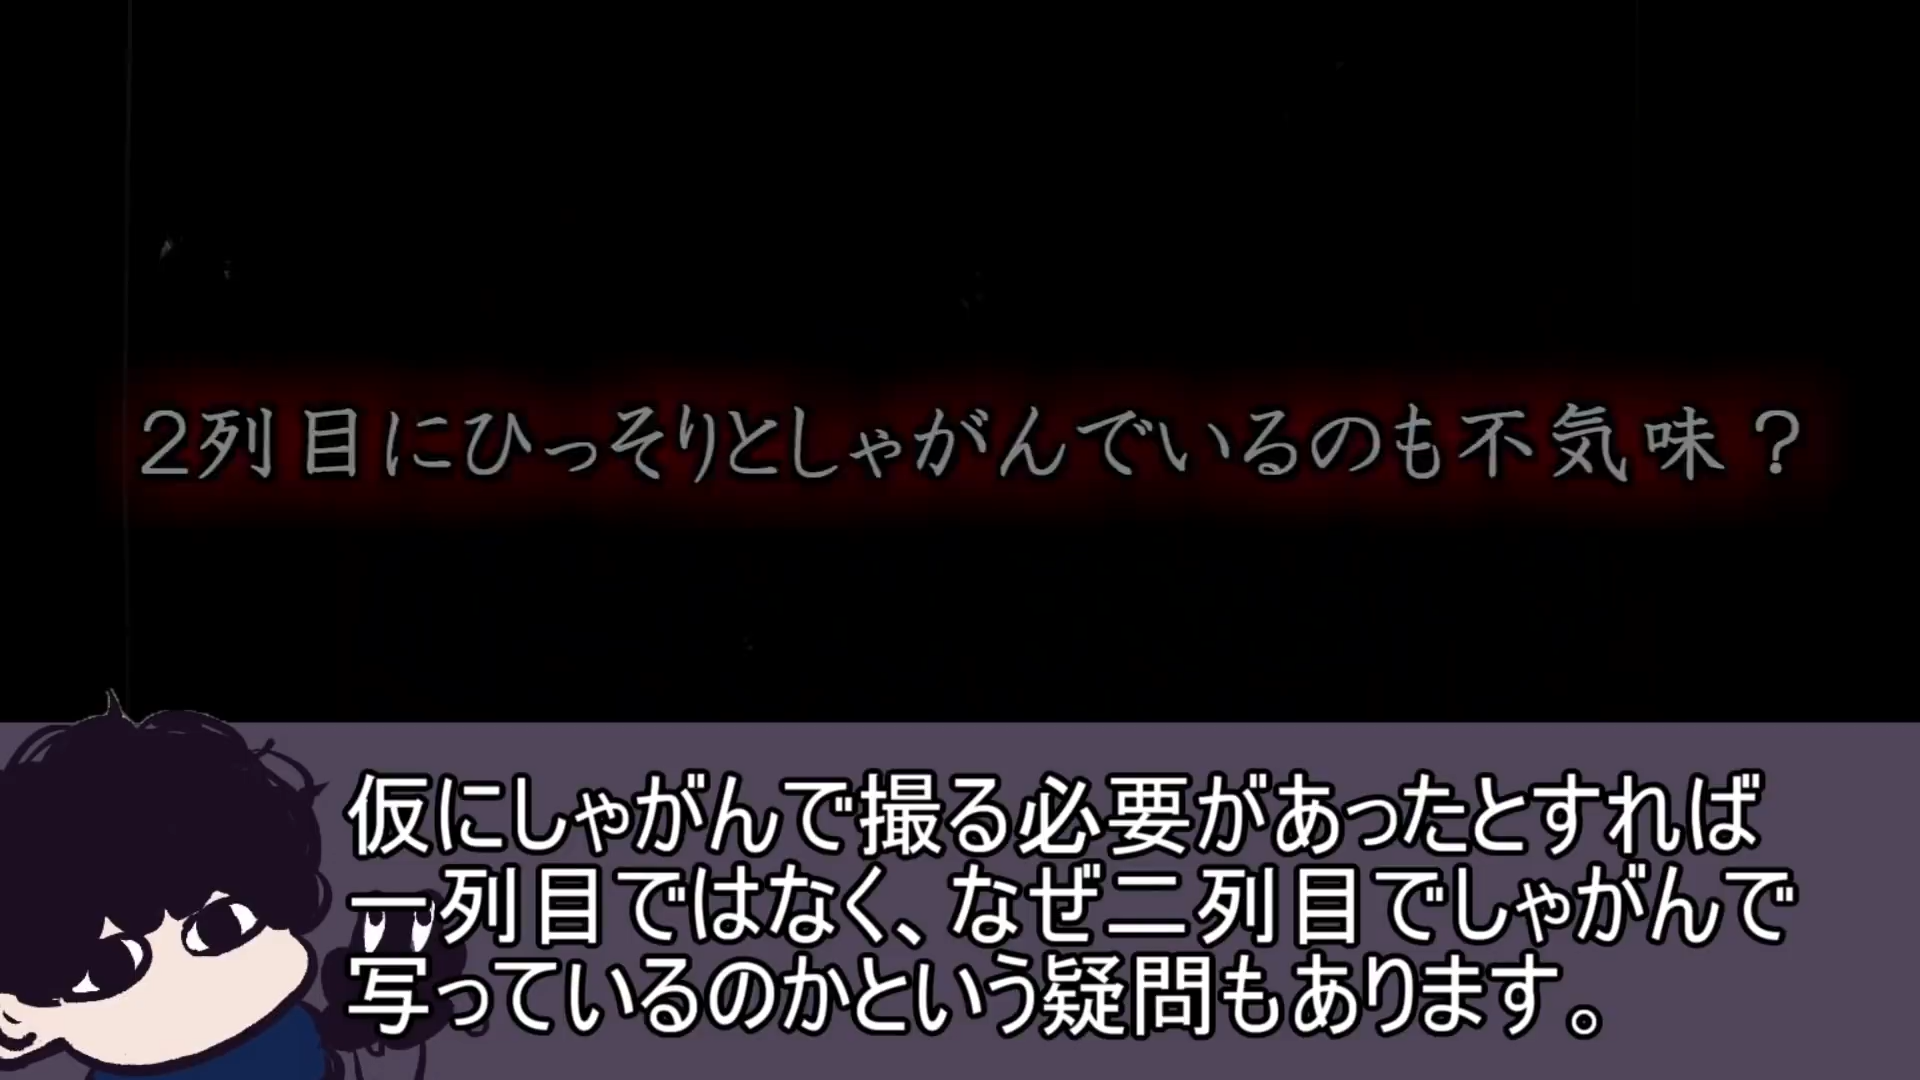 ２列目にひっそりとしゃがんでいるのも不気味？
仮にしゃがんで撮る必要があったとすれば
一列目ではなく、なぜ二列目でしゃがんで
写っているのかという疑問もあります。